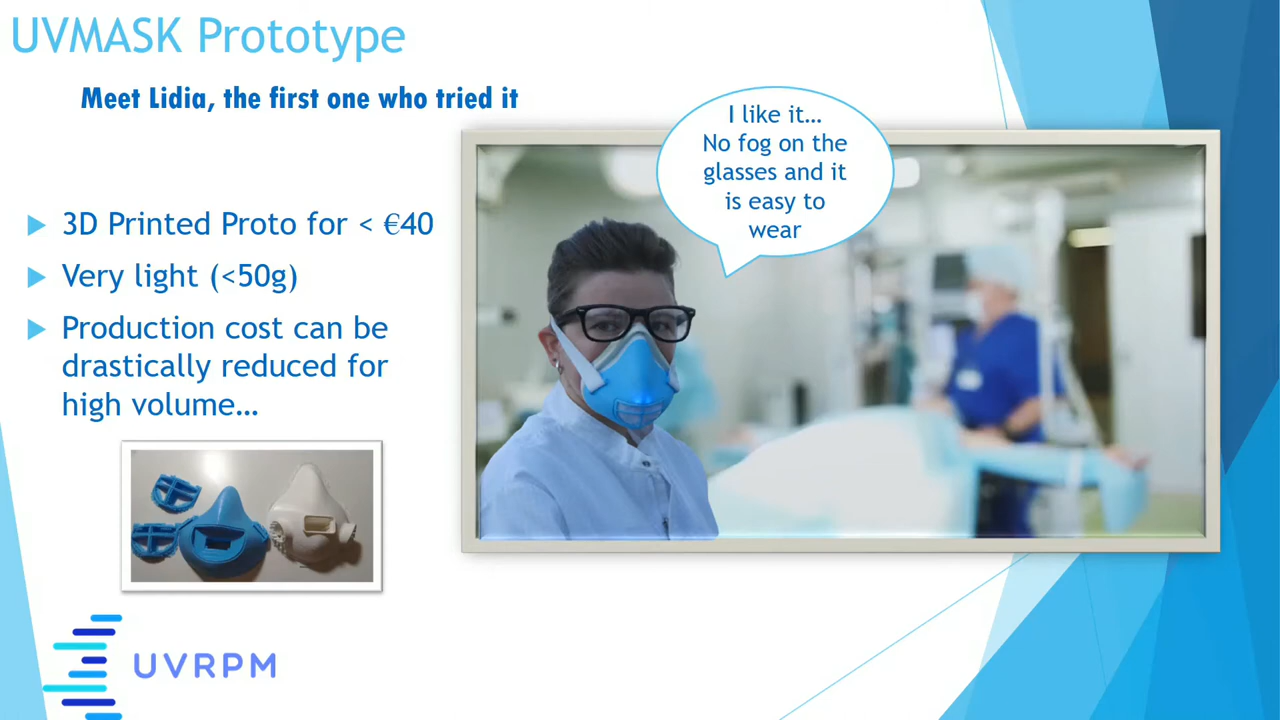 UVMASK Prototype
Meet Lidia, the first one who tried it
I like it…
No fog on the
glasses and it
is easy to
wear
3D Printed Proto for < €40
Very light (<50g)
Production cost can be
drastically reduced for
high volume…
UVRPM